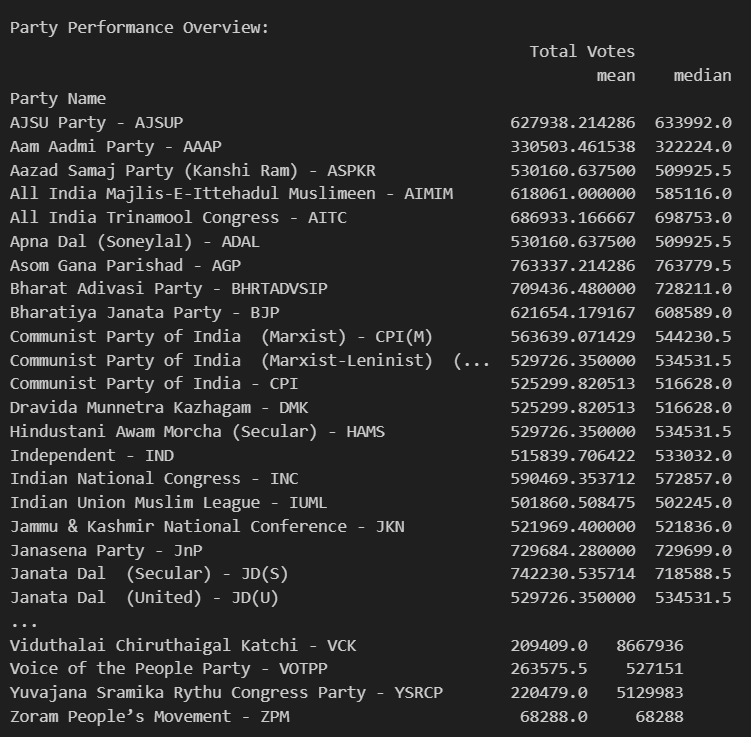 Party Performance Overview:
Total Votes
mean median
Party Name
AJSU Party - AJSUP 627938.214286 633992.0
Aam Aadmi Party - AAAP 330503.461538 322224.0
Aazad Samaj Party (Kanshi Ram) - ASPKR 530160.637500 509925.5
All India Majlis-E-Ittehadul Muslimeen - AIMIM 618061.000000 585116.0
All India Trinamool Congress - AITC 686933.166667 698753.0
Apna Dal (Soneylal) - ADAL 530160.637500 509925.5
Asom Gana Parishad - AGP 763337.214286 763779.5
Bharat Adivasi Party - BHRTADVSIP 709436.480000 728211.0
Bharatiya Janata Party - BJP 621654.179167 608589.0
Communist Party of India  (Marxist) - CPI(M) 563639.071429 544230.5
Communist Party of India  (Marxist-Leninist)  (... 529726.350000 534531.5
Communist Party of India - CPI 525299.820513 516628.0
Dravida Munnetra Kazhagam - DMK 525299.820513 516628.0
Hindustani Awam Morcha (Secular) - HAMS 529726.350000 534531.5
Independent - IND 515839.706422 533032.0
Indian National Congress - INC 590469.353712 572857.0
Indian Union Muslim League - IUML 501860.508475 502245.0
Jammu & Kashmir National Conference - JKN 521969.400000 521836.0
Janasena Party - JnP 729684.280000 729699.0
Janata Dal  (Secular) - JD(S) 742230.535714 718588.5
Janata Dal  (United) - JD(U) 529726.350000 534531.5
...
Viduthalai Chiruthaigal Katchi - VCK 209409.0 8667936
Voice of the People Party - VOTPP 263575.5 527151
Yuvajana Sramika Rythu Congress Party - YSRCP 220479.0 5129983
Zoram People’s Movement - ZPM 68288.0 68288